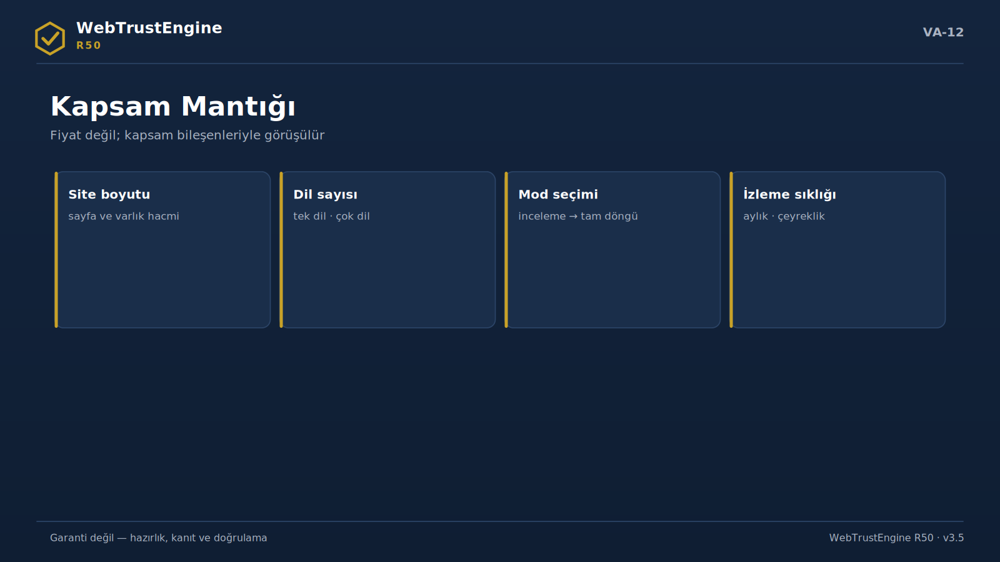 WebTrustEngine
R50
VA-12
Kapsam Mantığı
Fiyat değil; kapsam bileşenleriyle görüşülür
Site boyutu
sayfa ve varlık hacmi
Dil sayısı
tek dil · çok dil
Mod seçimi
inceleme → tam döngü
İzleme sıklığı
aylık · çeyreklik
Garanti değil — hazırlık, kanıt ve doğrulama
WebTrustEngine R50 · v3.5